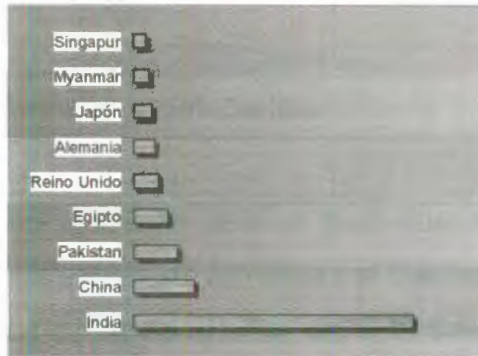 Singapur
Myanmar
Japón
Alemania
Reino Unido
Egipto
Pakistan
China
India